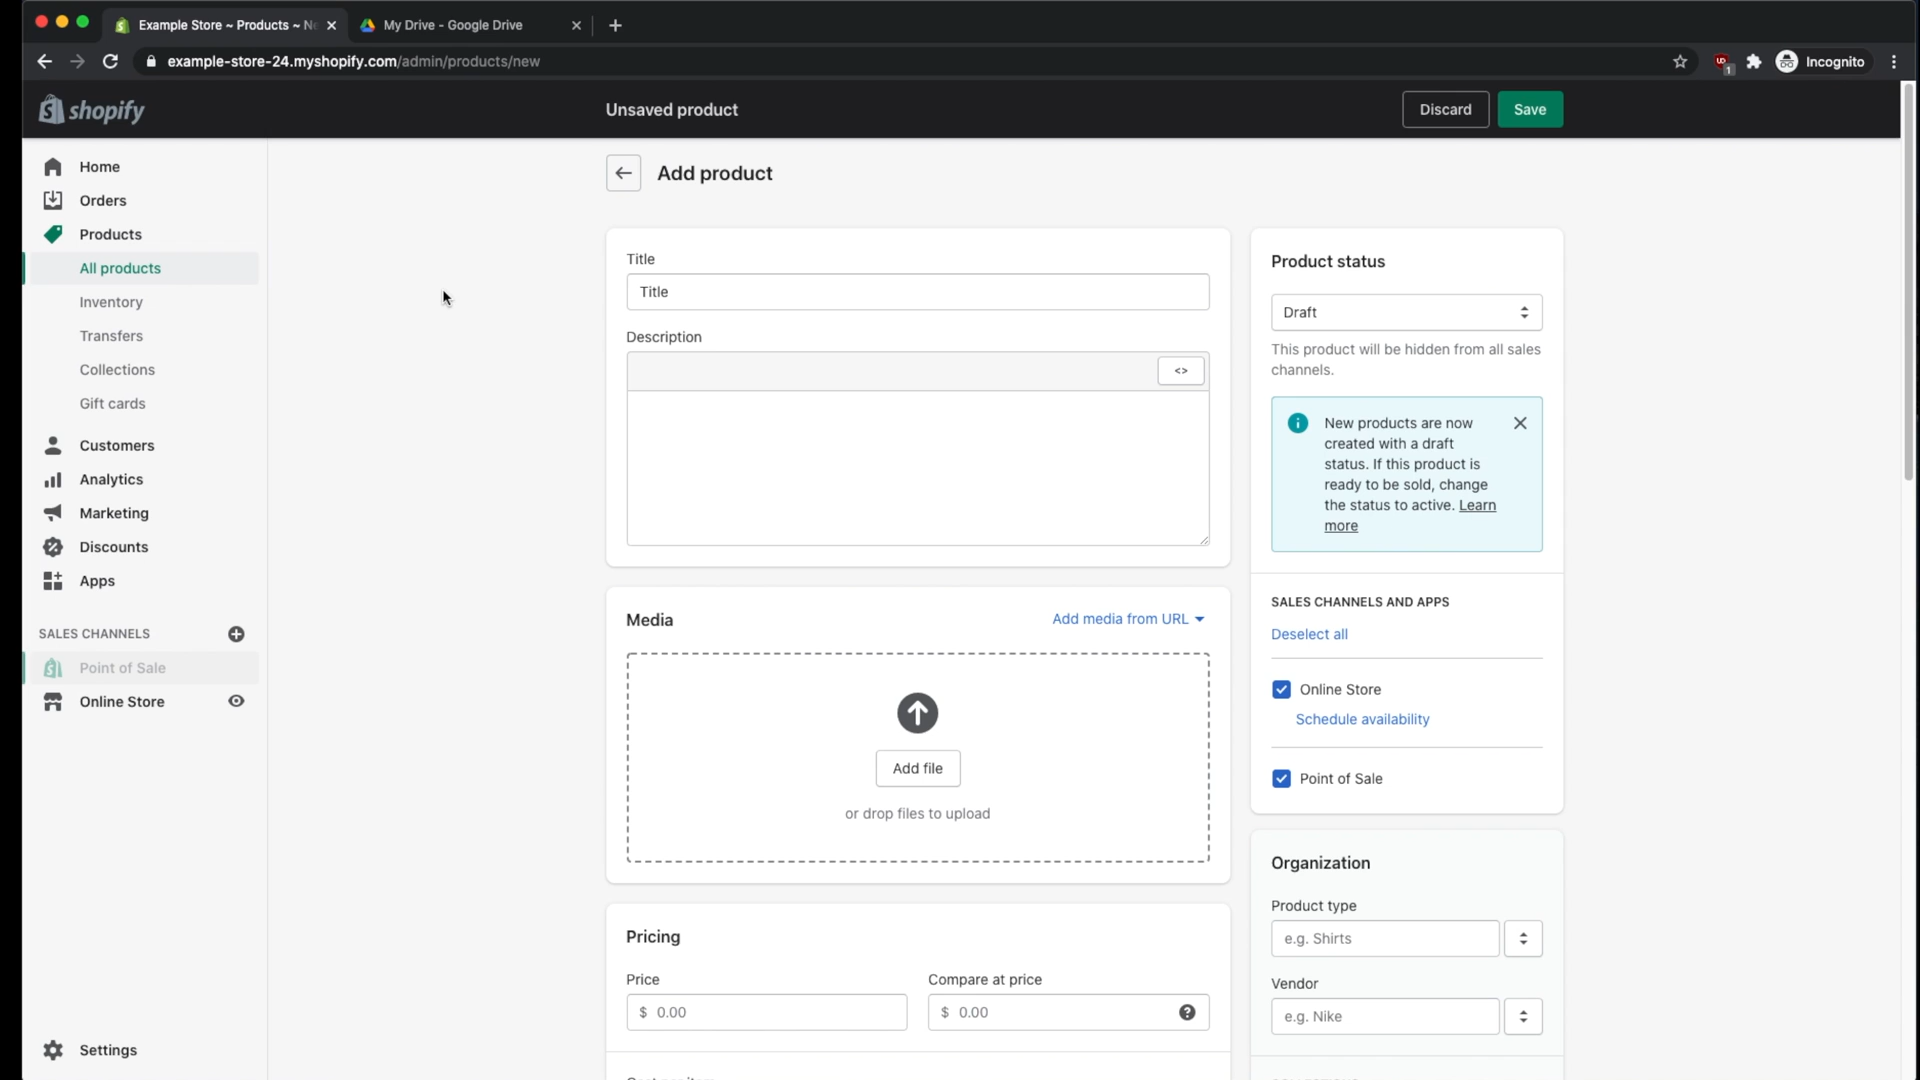 Example Store ~ Products ~ N
My Drive - Google Drive
example-store-24.myshopify.com/admin/products/new
1
Incognito
shopify
Unsaved product
Discard
Save
Home
Orders
Products
All products
Inventory
Transfers
Collections
Gift cards
Customers
Analytics
Marketing
Discounts
Apps
SALES CHANNELS
Point of Sale
Online Store
Settings
Add product
Title
Title
Description
<>
Media
Add media from URL
Add file
or drop files to upload
Pricing
Price
Compare at price
$ 0.00
$ 0.00
Product status
Draft
This product will be hidden from all sales
channels.
New products are now
created with a draft
status. If this product is
ready to be sold, change
the status to active. Learn
more
SALES CHANNELS AND APPS
Deselect all
Online Store
Schedule availability
Point of Sale
Organization
Product type
e.g. Shirts
Vendor
e.g. Nike